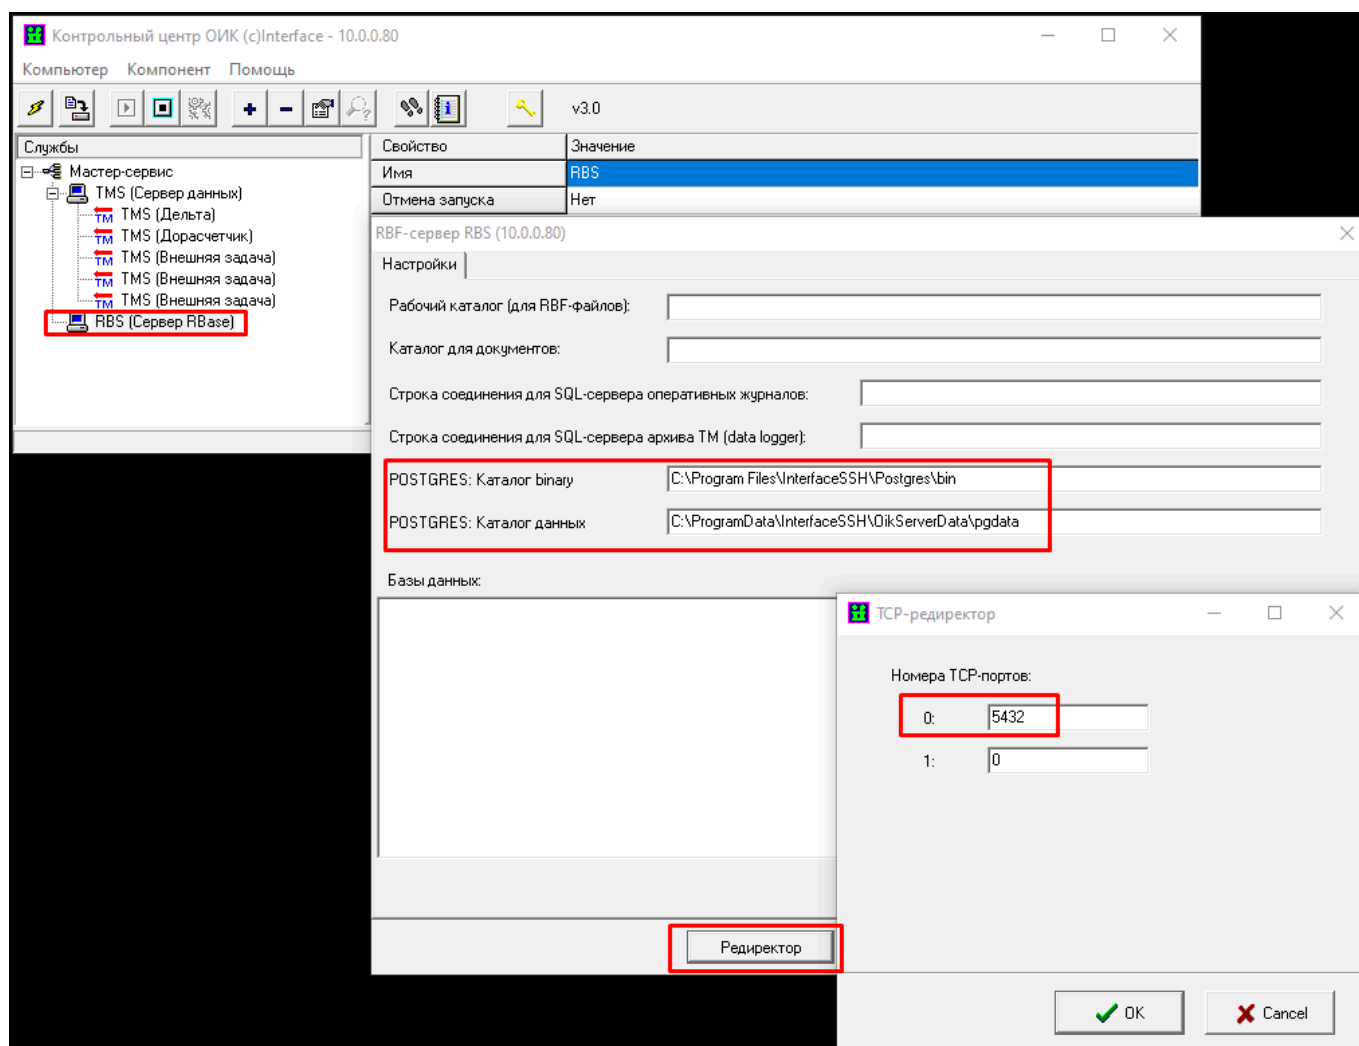 Контрольный центр ОИК (c)Interface - 10.0.0.80
Компьютер Компонент Помощь
v3.0
Службы
Свойство Значение
Мастер-сервис
Имя RBS
TMS (Сервер данных)
Отмена запуска Нет
TMS (Дельта)
TMS (Дорасчетчик)
TMS (Внешняя задача)
TMS (Внешняя задача)
TMS (Внешняя задача)
RBS (Сервер RBase)
RBF-сервер RBS (10.0.0.80)
Настройки
Рабочий каталог (для RBF-файлов):
Каталог для документов:
Строка соединения для SQL-сервера оперативных журналов:
Строка соединения для SQL-сервера архива ТМ (data logger):
POSTGRES: Каталог binary C:\Program Files\InterfaceSSH\Postgres\bin
POSTGRES: Каталог данных C:\ProgramData\InterfaceSSH\OikServerData\pgdata
Базы данных:
Редиректор
TCP-редиректор
Номера TCP-портов:
0: 5432
1: 0
OK Cancel